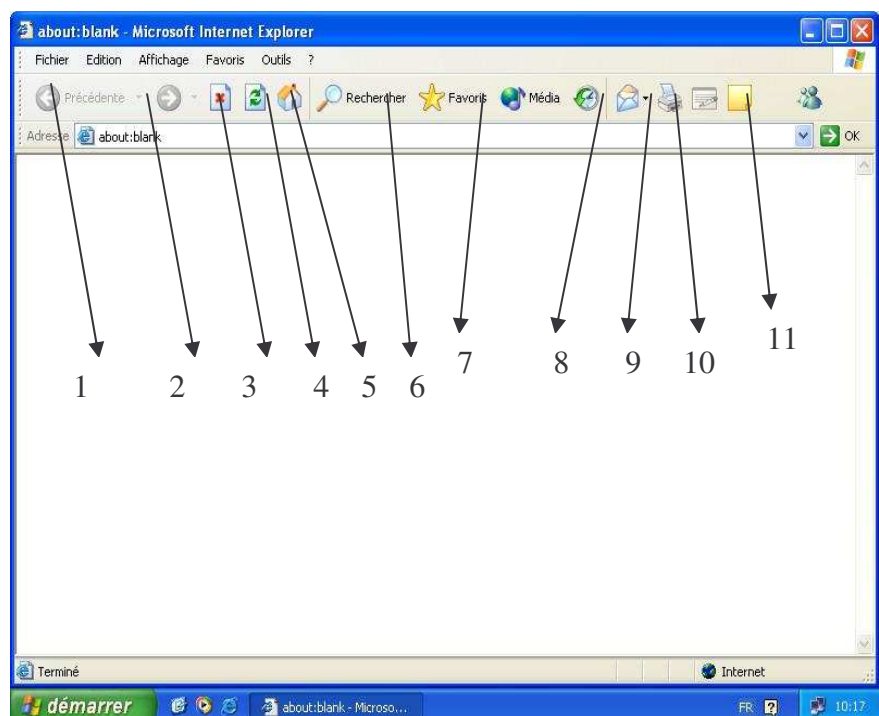 about:blank - Microsoft Internet Explorer
Fichier Edition Affichage Favoris Outils ?
Précédente Rechercher Favoris Média
Adresse about:blank OK
1 2 3 4 5 6 7 8 9 10 11
Terminé Internet
démarrer about:blank - Microso... FR ? 10:17